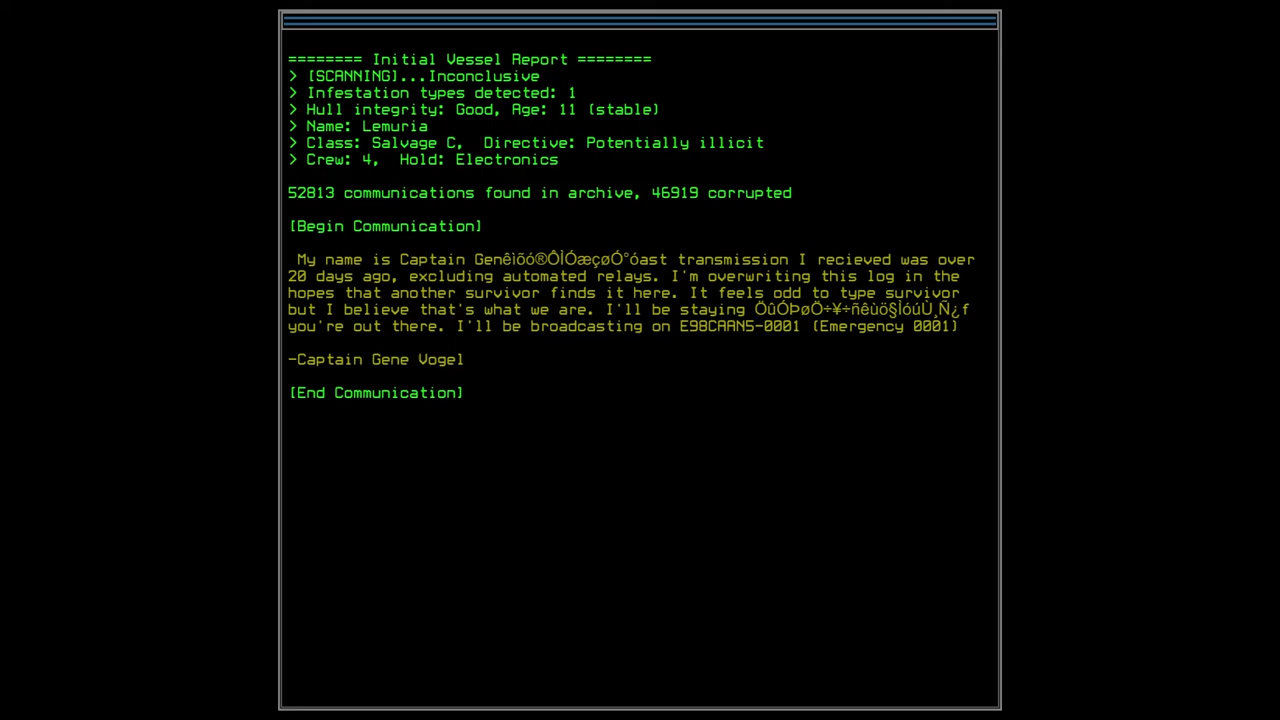 ======== Initial Vessel Report ========
> [SCANNING]...Inconclusive
> Infestation types detected: 1
> Hull integrity: Good, Age: 11 (stable)
> Name: Lemuria
> Class: Salvage C,  Directive: Potentially illicit
> Crew: 4,  Hold: Electronics
52813 communications found in archive, 46919 corrupted
[Begin Communication]
My name is Captain Genêìõó®ÔÌÓæçøÓ°óast transmission I recieved was over
20 days ago, excluding automated relays. I'm overwriting this log in the
hopes that another survivor finds it here. It feels odd to type survivor
but I believe that's what we are. I'll be staying ÖûÓÞøÖ÷¥÷ñêùö§ÌóúÙ¸Ñ¿f
you're out there. I'll be broadcasting on E98CAAN5-0001 (Emergency 0001)
-Captain Gene Vogel
[End Communication]